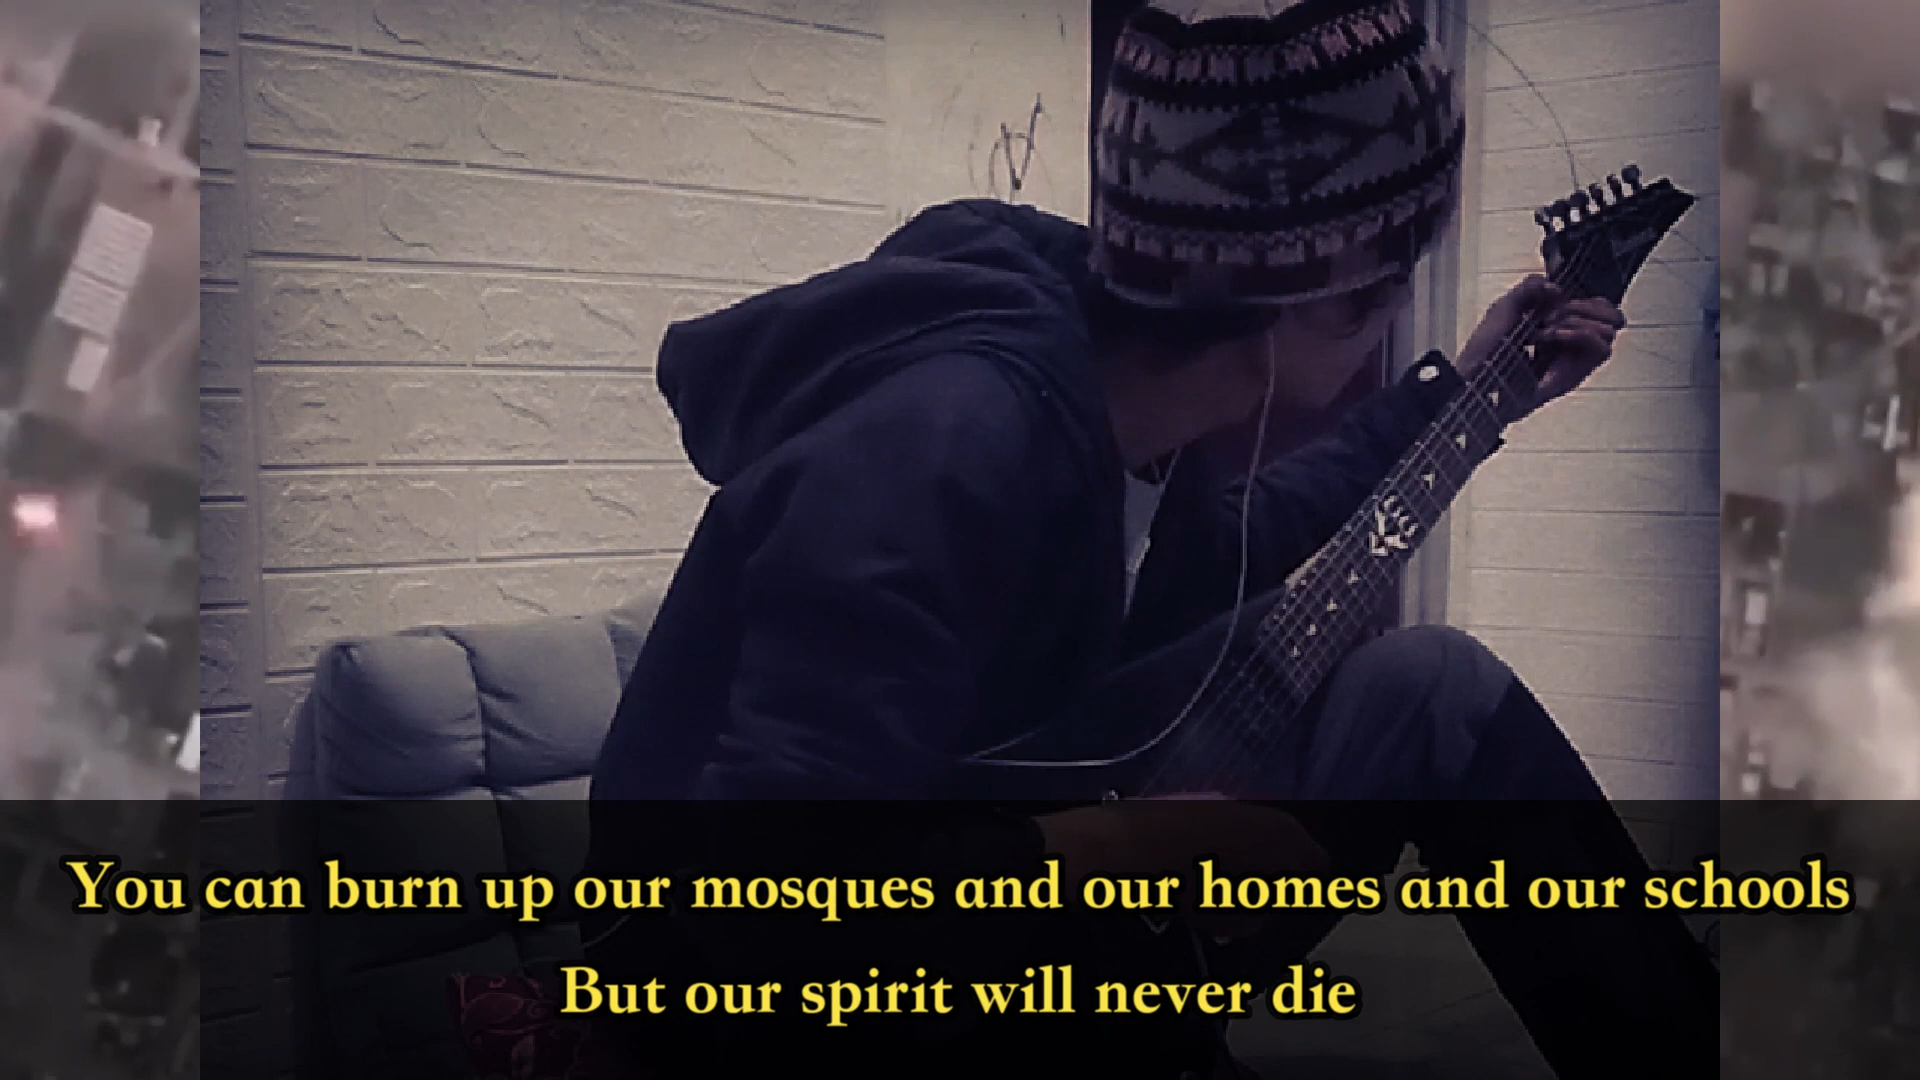 You can burn up our mosques and our homes and our schools
But our spirit will never die